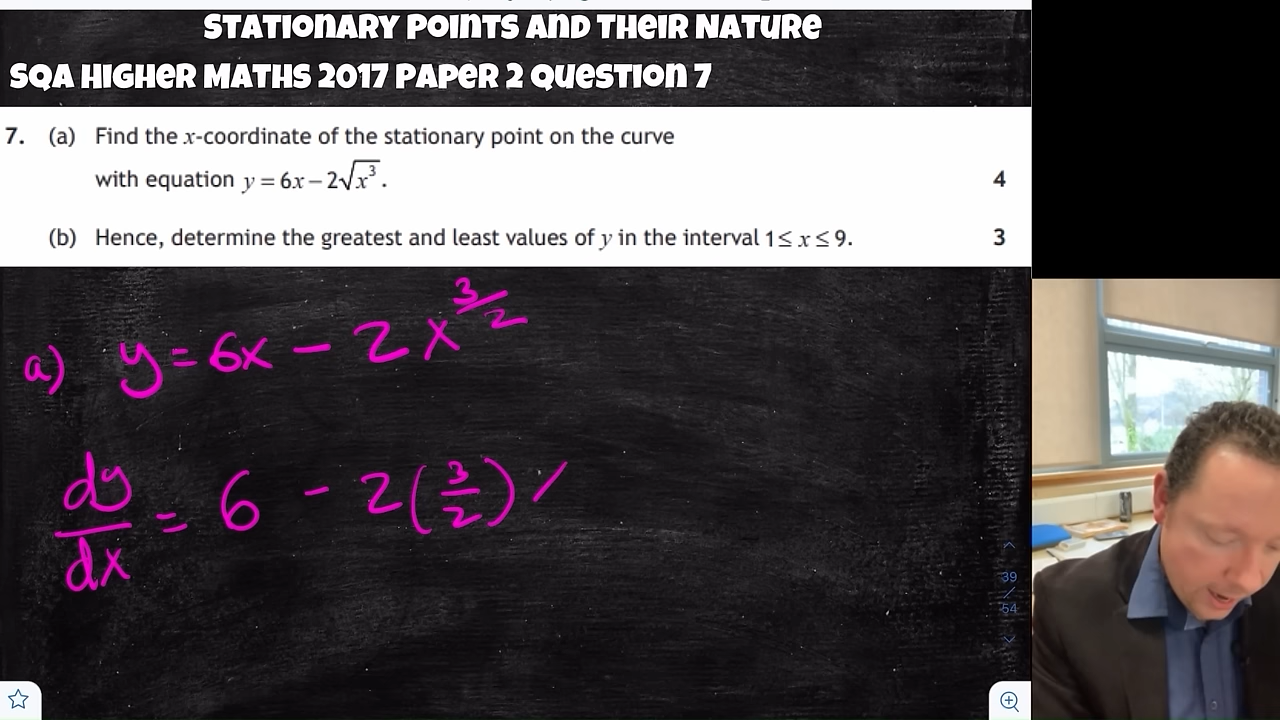 STATIONARY POINTS AND THEIR NATURE
SQA HIGHER MATHS 2017 PAPER 2 QUESTION 7
7. (a) Find the x-coordinate of the stationary point on the curve
with equation y = 6x − 2√x³. 4
(b) Hence, determine the greatest and least values of y in the interval 1 ≤ x ≤ 9. 3
a) y = 6x − 2x^(3/2)
dy/dx = 6 − 2(3/2)
39
/
54